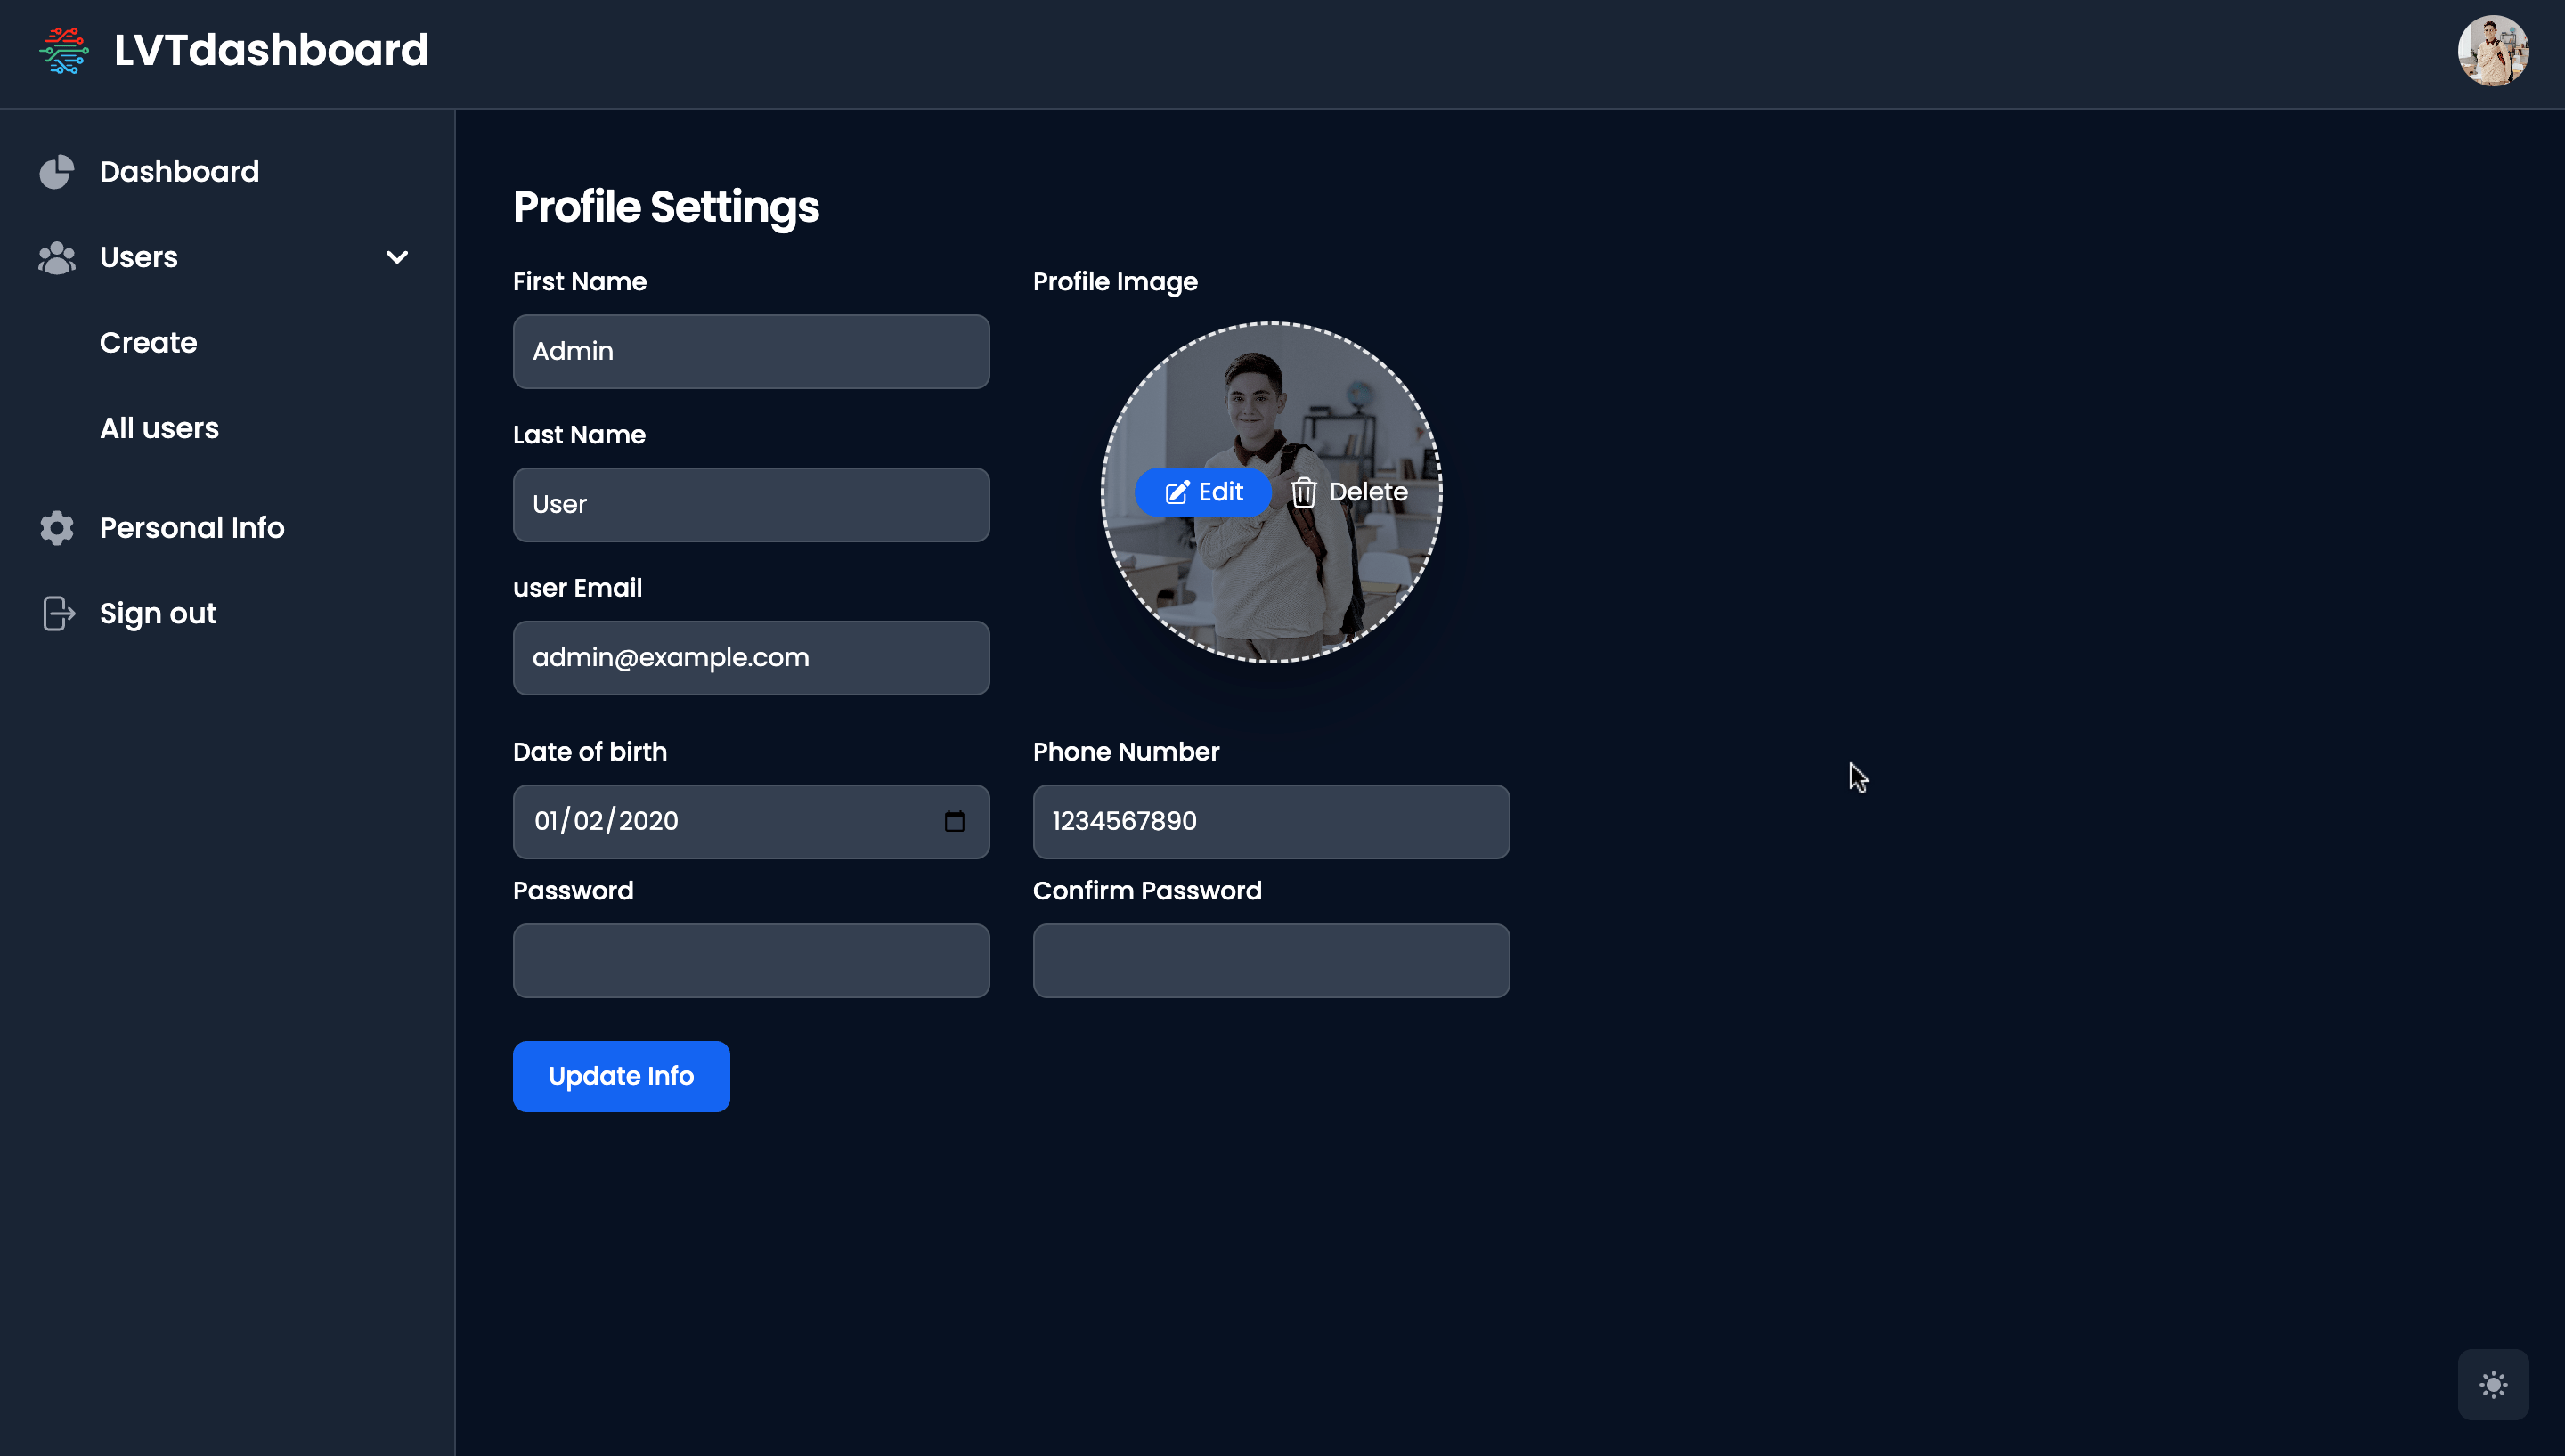 LVTdashboard
Dashboard
Users
Create
All users
Personal Info
Sign out
Profile Settings
First Name
Admin
Last Name
User
user Email
admin@example.com
Profile Image
Edit
Delete
Date of birth
01/02/2020
Phone Number
1234567890
Password
Confirm Password
Update Info